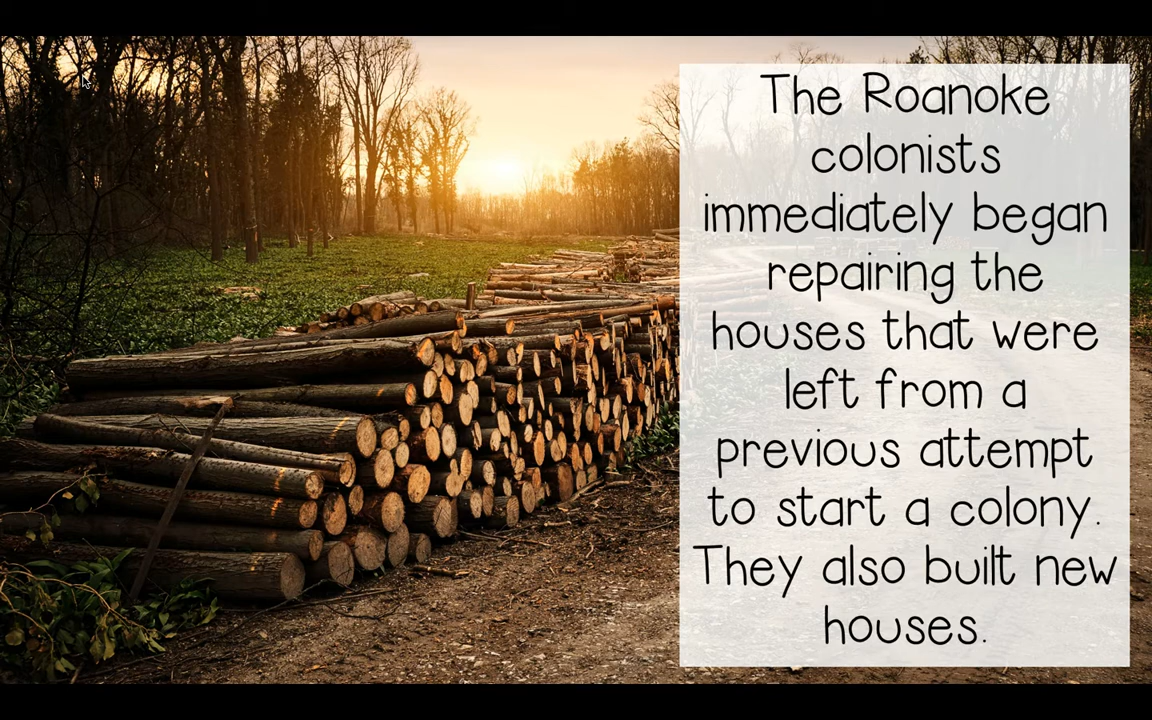 The Roanoke
colonists
immediately began
repairing the
houses that were
left from a
previous attempt
to start a colony.
They also built new
houses.